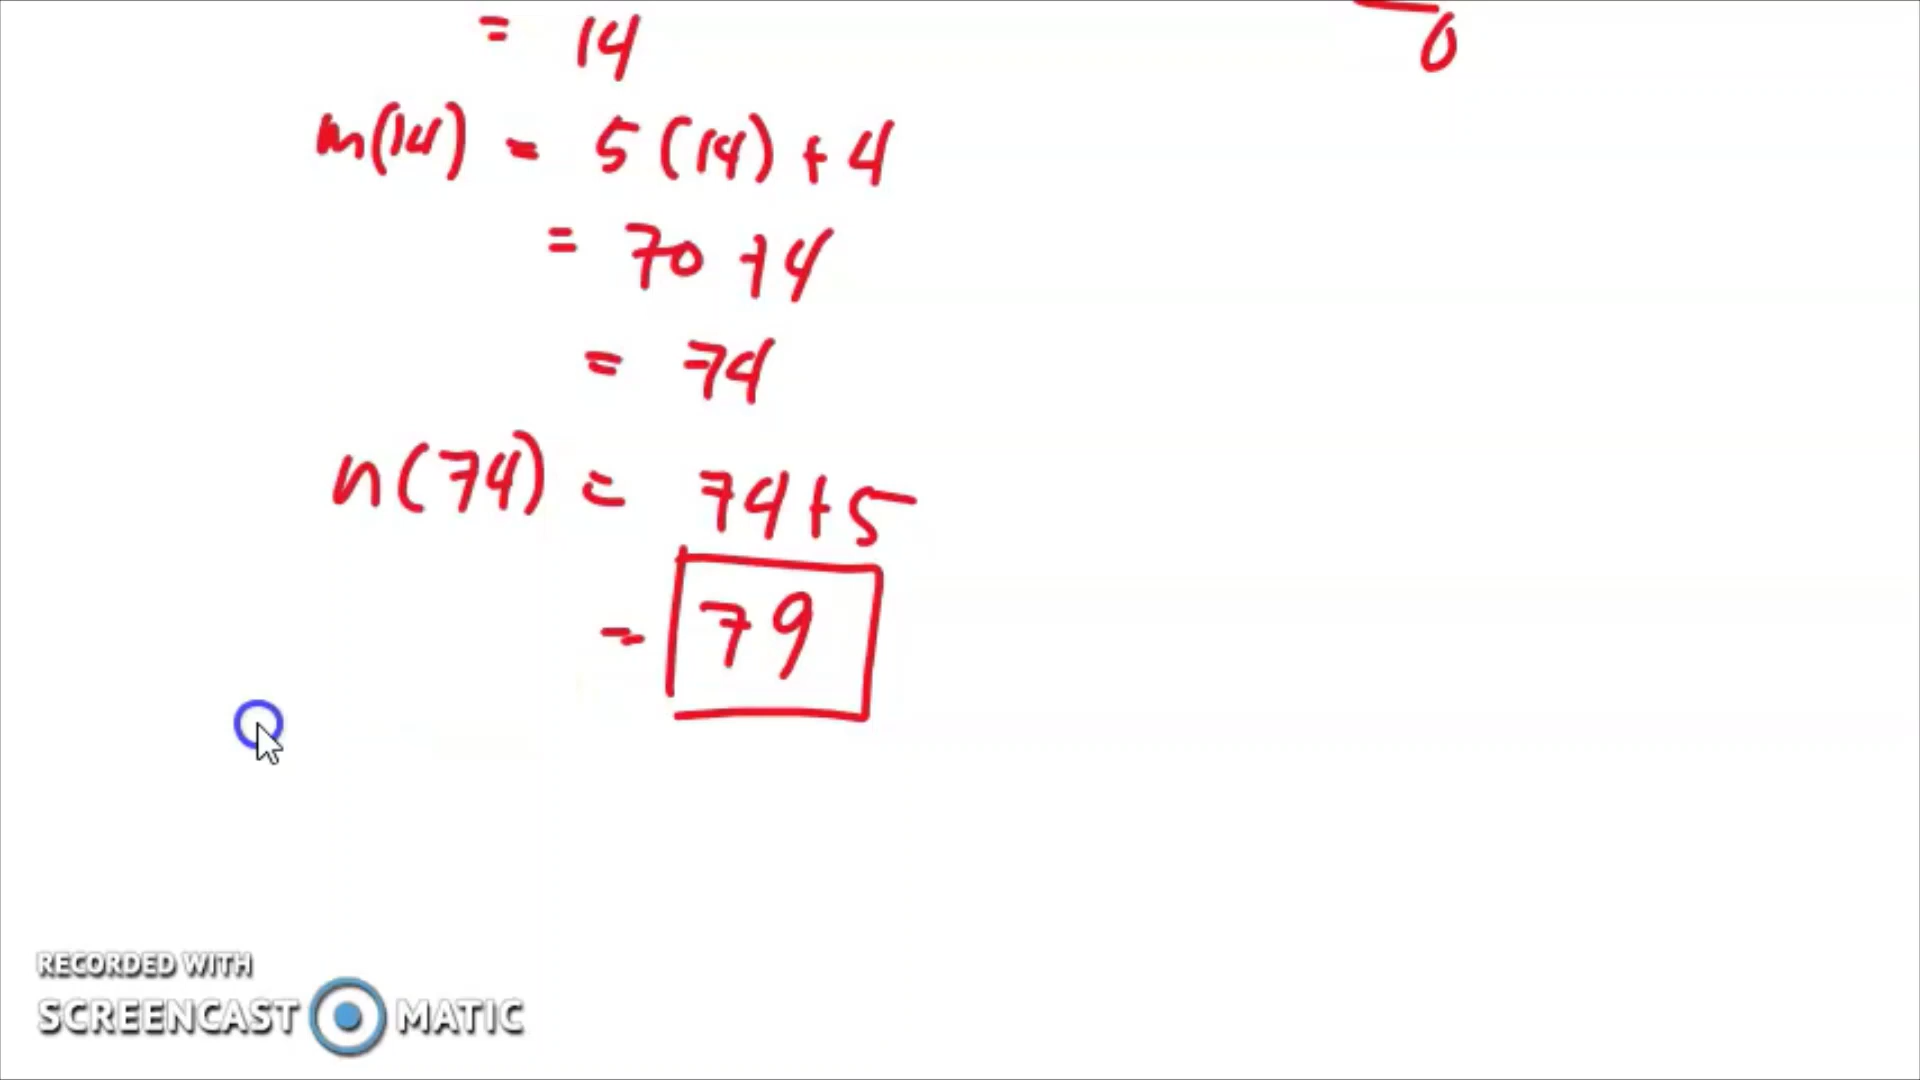 = 14
0
m(14) = 5(14) + 4
= 70 + 4
= 74
n(74) = 74 + 5
= 79
RECORDED WITH
SCREENCAST MATIC